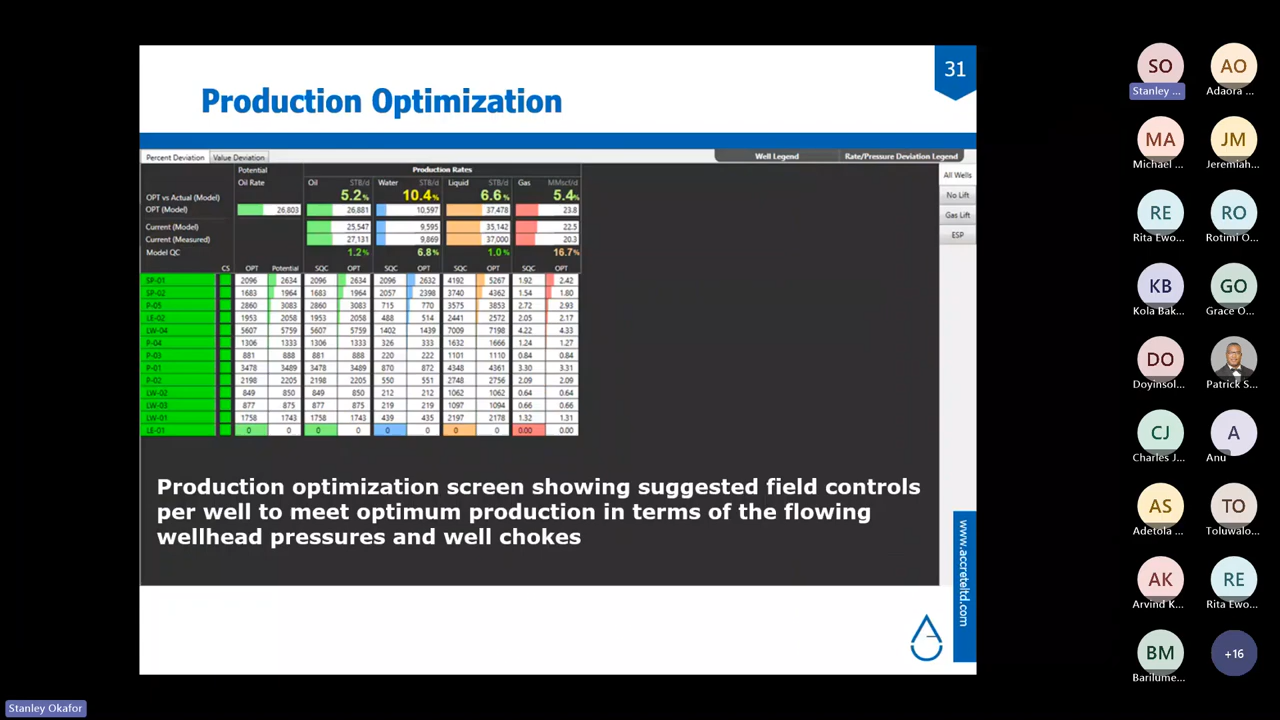 31
Production Optimization
Percent Deviation Value Deviation Well Legend Rate/Pressure Deviation Legend
Potential Production Rates
Oil Rate Oil STB/d Water STB/d Liquid STB/d Gas MMscf/d
OPT vs Actual (Model) 5.2% 10.4% 6.6% 5.4%
OPT (Model) 26,803 26,881 10,597 37,478 23.8
Current (Model) 25,547 9,595 35,142 22.5
Current (Measured) 27,131 9,869 37,000 20.3
Model QC 1.2% 6.8% 1.0% 16.7%
CS OPT Potential SQC OPT SQC OPT SQC OPT SQC OPT
SP-01 2096 2634 2096 2634 2096 2632 4192 5267 1.92 2.42
SP-02 1683 1964 1683 1964 2057 2398 3740 4362 1.54 1.80
P-05 2860 3083 2860 3083 715 770 3575 3853 2.72 2.93
LE-02 1953 2058 1953 2058 488 514 2441 2572 2.05 2.17
LW-04 5607 5759 5607 5759 1402 1439 7009 7198 4.22 4.33
P-04 1306 1333 1306 1333 326 333 1632 1666 1.24 1.27
P-03 881 888 881 888 220 222 1101 1110 0.84 0.84
P-01 3478 3489 3478 3489 870 872 4348 4361 3.30 3.31
P-02 2198 2205 2198 2205 550 551 2748 2756 2.09 2.09
LW-02 849 850 849 850 212 212 1062 1062 0.64 0.64
LW-03 877 875 877 875 219 219 1097 1094 0.66 0.66
LW-01 1758 1743 1758 1743 439 435 2197 2178 1.32 1.31
LE-01 0 0 0 0 0 0 0 0 0.00 0.00
All Wells
No Lift
Gas Lift
ESP
Production optimization screen showing suggested field controls
per well to meet optimum production in terms of the flowing
wellhead pressures and well chokes
www.accreteltd.com
SO AO
Stanley ... Adaora ...
MA JM
Michael ... Jeremiah...
RE RO
Rita Ewo... Rotimi O...
KB GO
Kola Bak... Grace O...
DO
Doyinsol... Patrick S...
CJ A
Charles J... Anu
AS TO
Adetola ... Toluwalo...
AK RE
Arvind K... Rita Ewo...
BM +16
Barilume...
Stanley Okafor